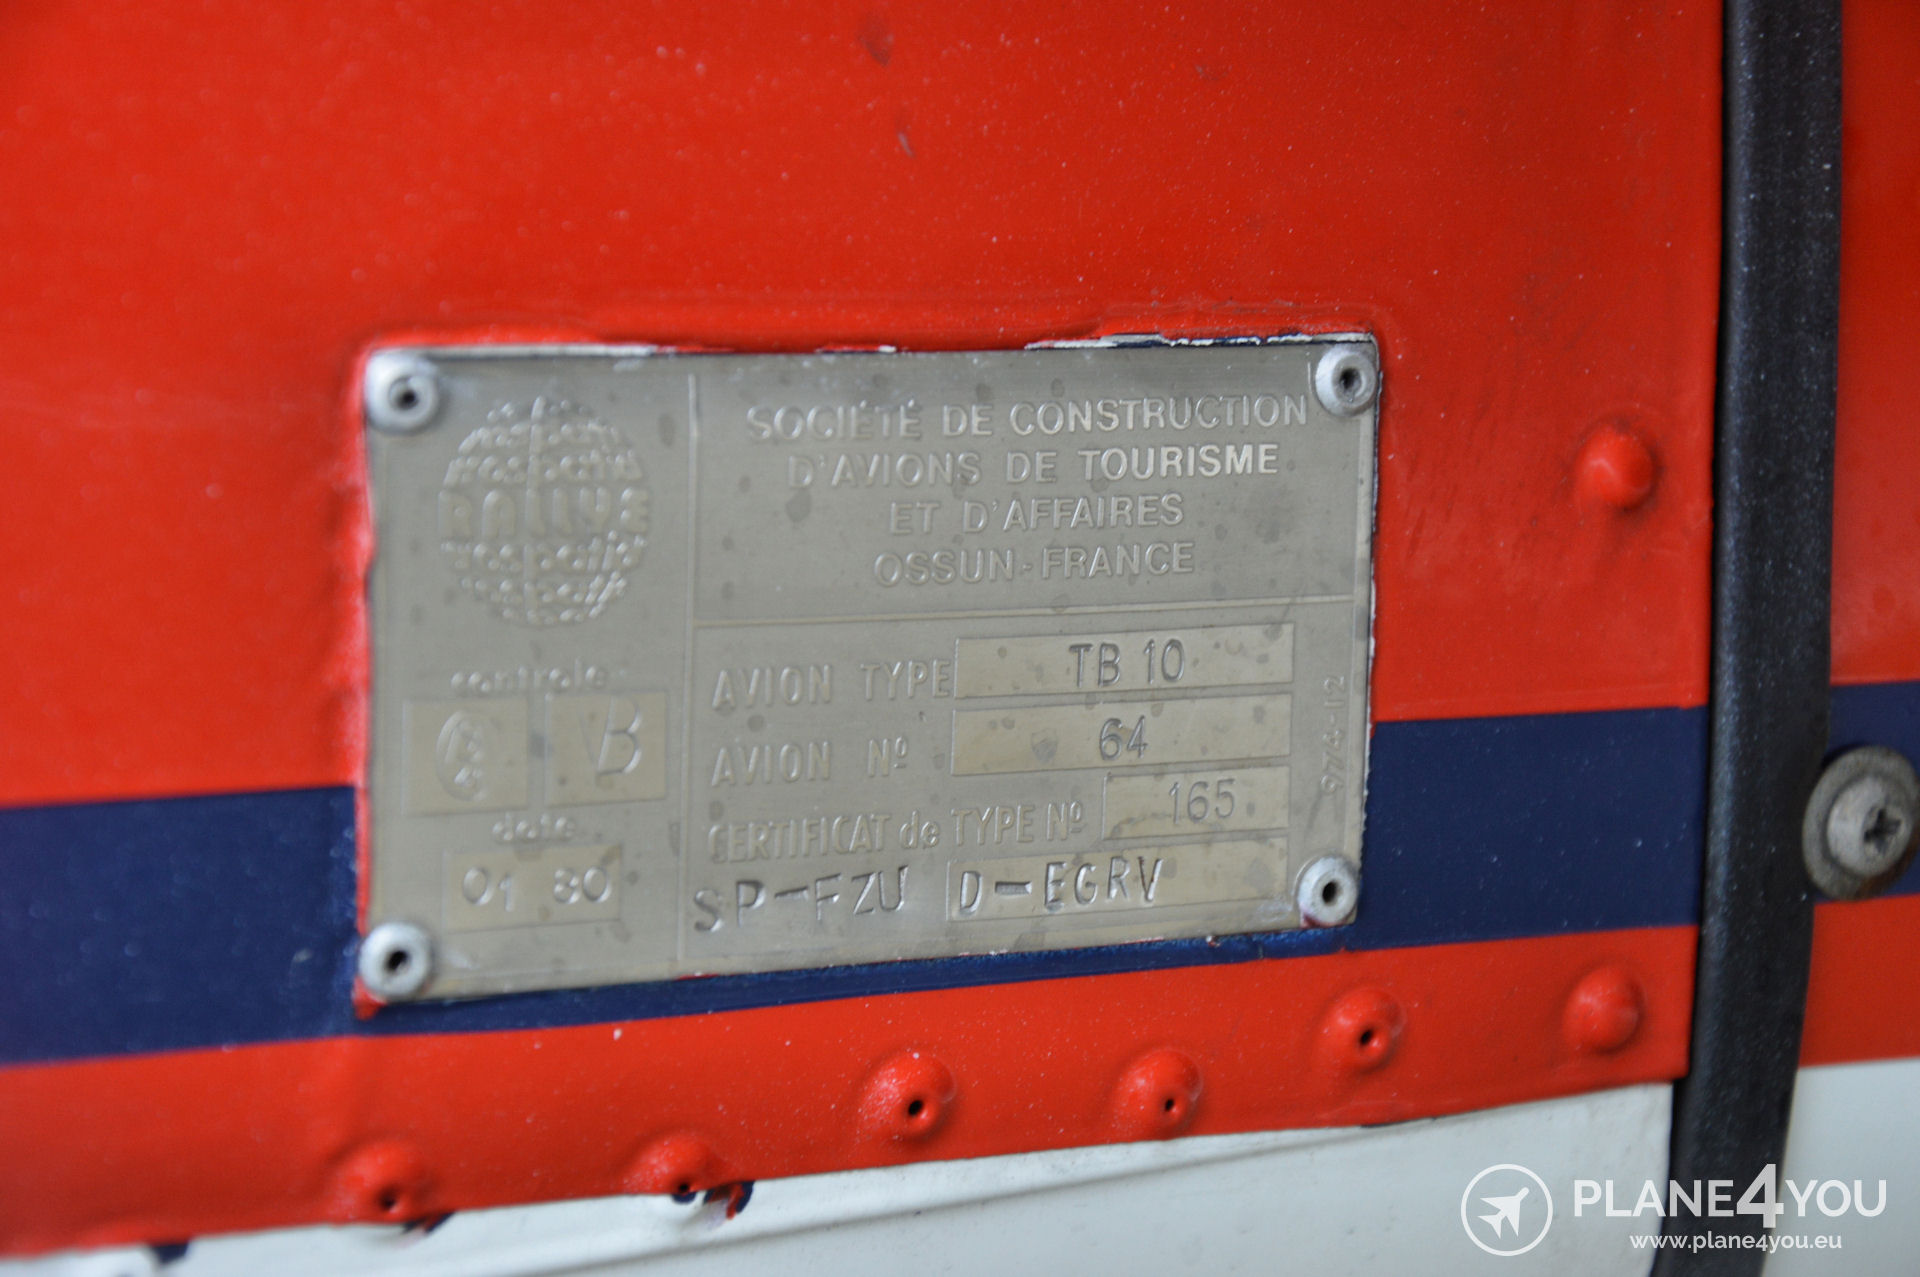 RALLYE
SOCIÉTÉ DE CONSTRUCTION
D'AVIONS DE TOURISME
ET D'AFFAIRES
OSSUN-FRANCE
controle
B
date
01 80
AVION TYPE TB 10
AVION Nº 64
CERTIFICAT de TYPE Nº 165
SP-FZU D-EGRV
9774-12
PLANE4YOU
www.plane4you.eu